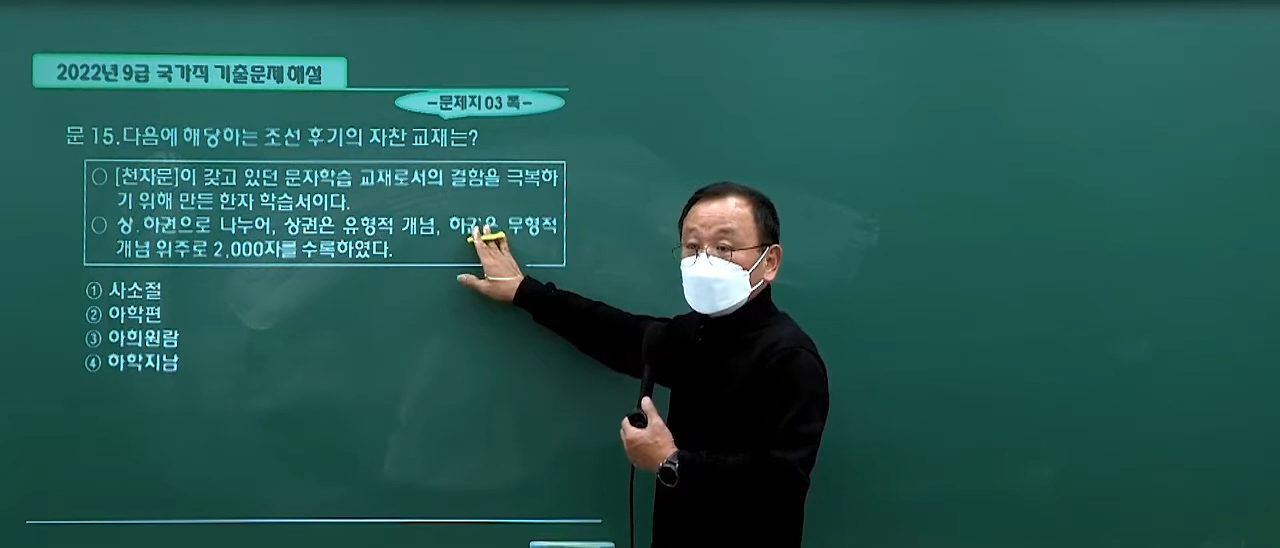 2022년 9급 국가직 기출문제 해설
-문제지 03 쪽-
문 15.다음에 해당하는 조선 후기의 자찬 교재는?
○ [천자문]이 갖고 있던 문자학습 교재로서의 결함을 극복하
기 위해 만든 한자 학습서이다.
○ 상.하권으로 나누어, 상권은 유형적 개념, 하권은 무형적
개념 위주로 2,000자를 수록하였다.
① 사소절
② 아학편
③ 아희원람
④ 하학지남